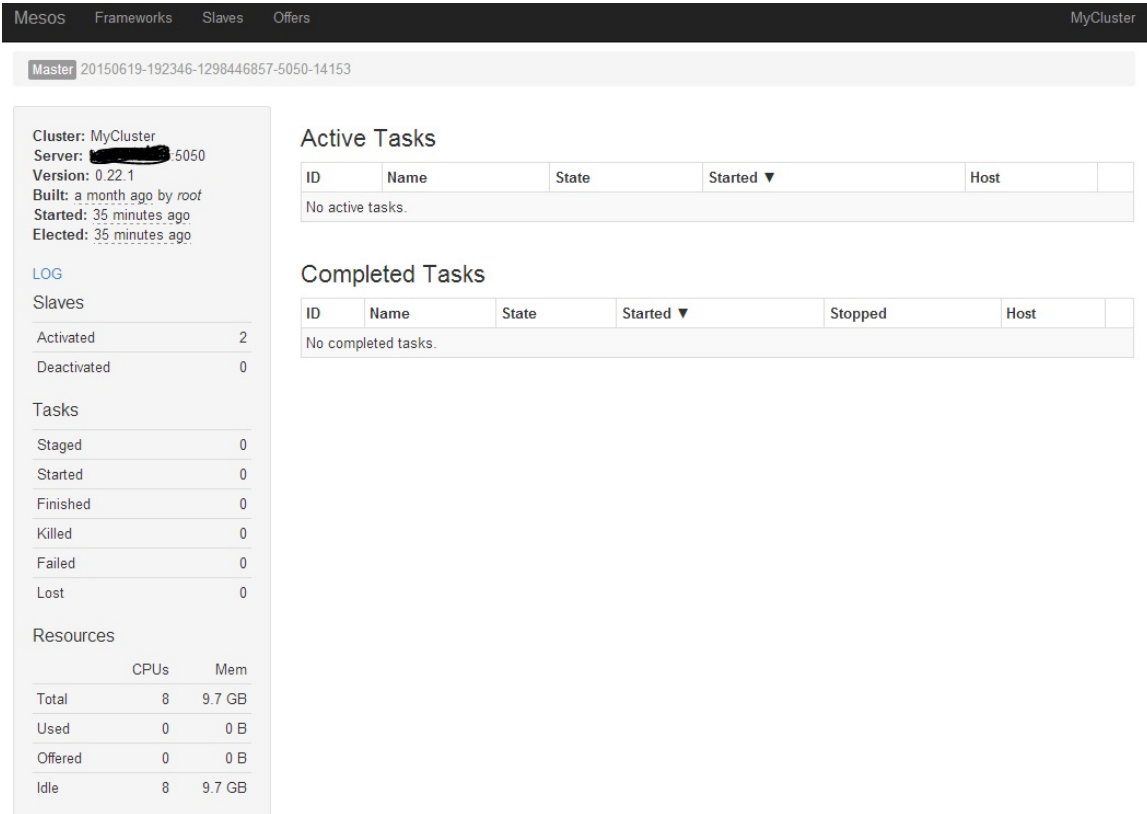 Mesos Frameworks Slaves Offers MyCluster
Master 20150619-192346-1298446857-5050-14153
Cluster: MyCluster
Server: :5050
Version: 0.22.1
Built: a month ago by root
Started: 35 minutes ago
Elected: 35 minutes ago
LOG
Slaves
Activated 2
Deactivated 0
Tasks
Staged 0
Started 0
Finished 0
Killed 0
Failed 0
Lost 0
Resources
CPUs Mem
Total 8 9.7 GB
Used 0 0 B
Offered 0 0 B
Idle 8 9.7 GB
Active Tasks
ID Name State Started ▼ Host
No active tasks.
Completed Tasks
ID Name State Started ▼ Stopped Host
No completed tasks.